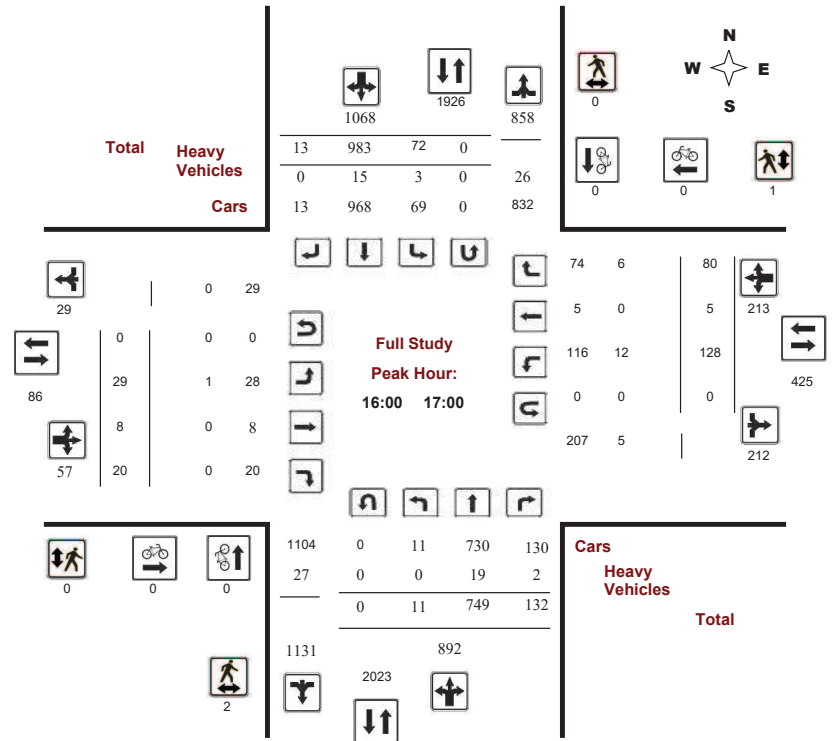 N
W E
S
1926
1068
858
0
13 983 72 0
0 15 3 0 26
13 968 69 0 832
Total Heavy
Vehicles
Cars
0 0 1
29
0 29
0 0 0
86
29 1 28
8 0 8
57
20 0 20
Full Study
Peak Hour:
16:00 17:00
74 6 80
213
5 0 5
116 12 128
425
0 0 0
207 5
212
0 0 0
2
1104 0 11 730 130
27 0 0 19 2
0 11 749 132
1131 892
2023
Cars
Heavy
Vehicles
Total